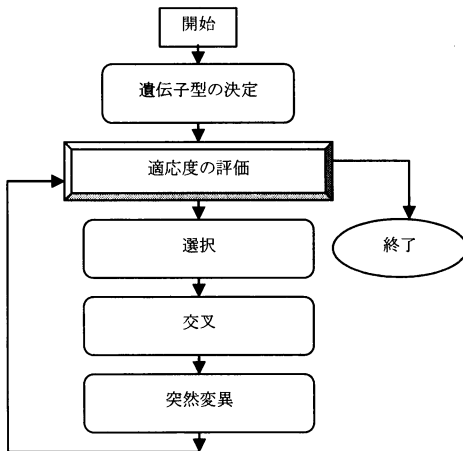 開始
遺伝子型の決定
適応度の評価
選択
終了
交叉
突然変異